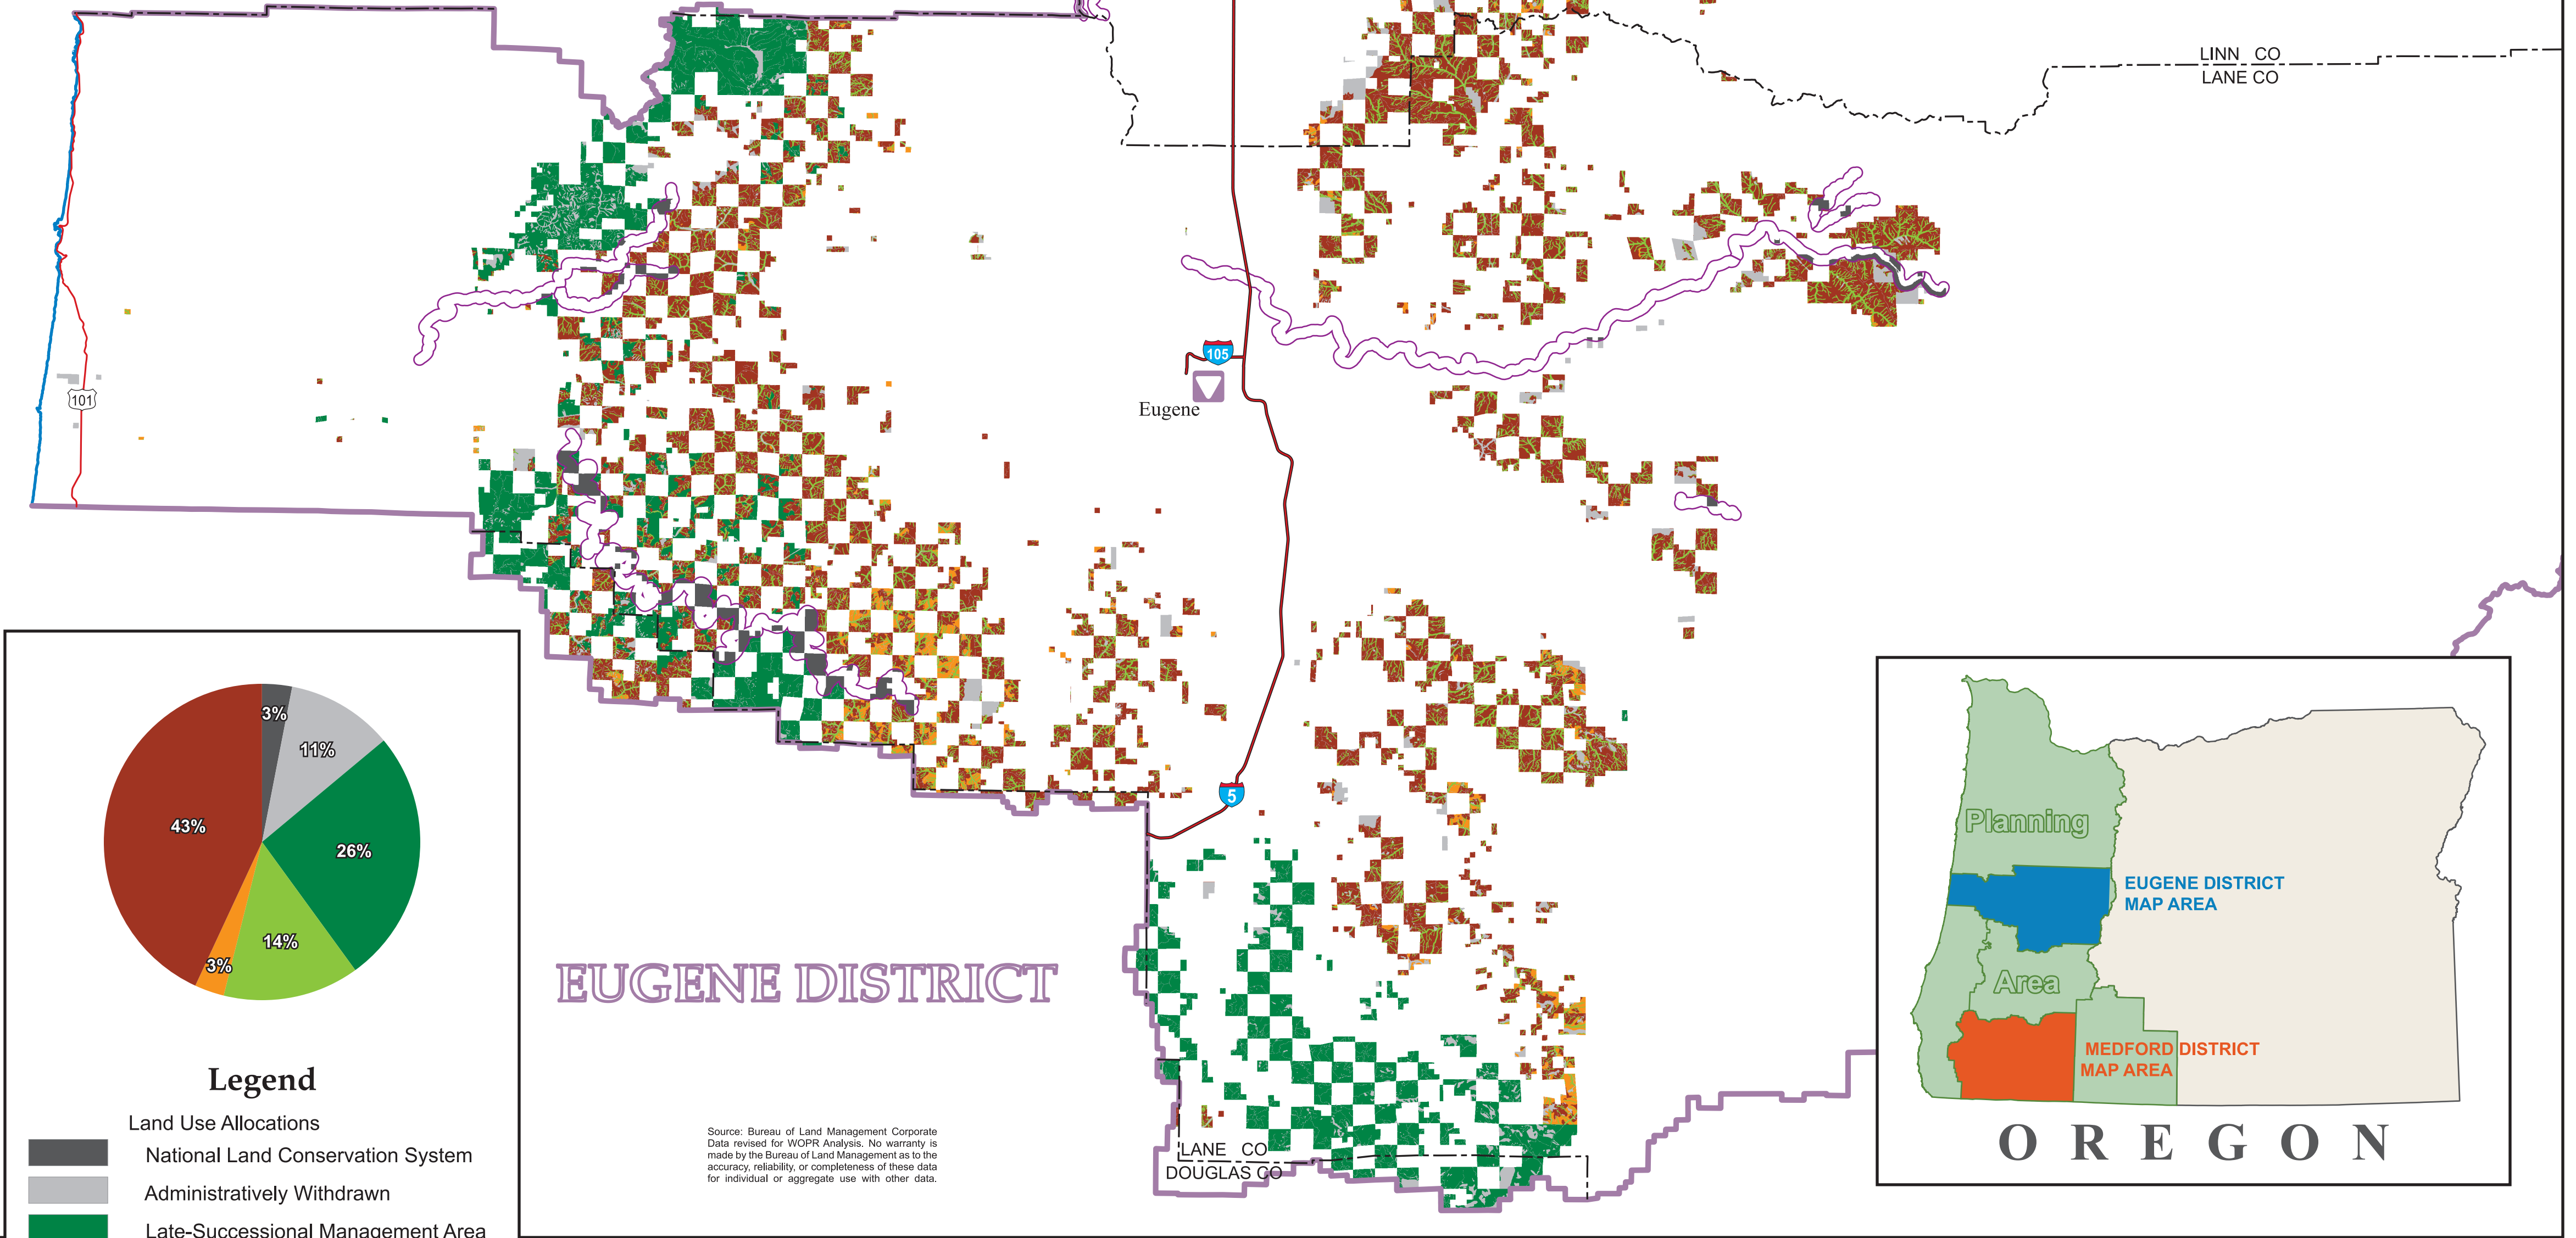 LINN CO
LANE CO
101
105
Eugene
5
3%
11%
43%
26%
14%
3%
Legend
Land Use Allocations
National Land Conservation System
Administratively Withdrawn
Late-Successional Management Area
EUGENE DISTRICT
Source: Bureau of Land Management Corporate
Data revised for WOPR Analysis. No warranty is
made by the Bureau of Land Management as to the
accuracy, reliability, or completeness of these data
for individual or aggregate use with other data.
LANE CO
DOUGLAS CO
Planning
Area
EUGENE DISTRICT
MAP AREA
MEDFORD DISTRICT
MAP AREA
OREGON